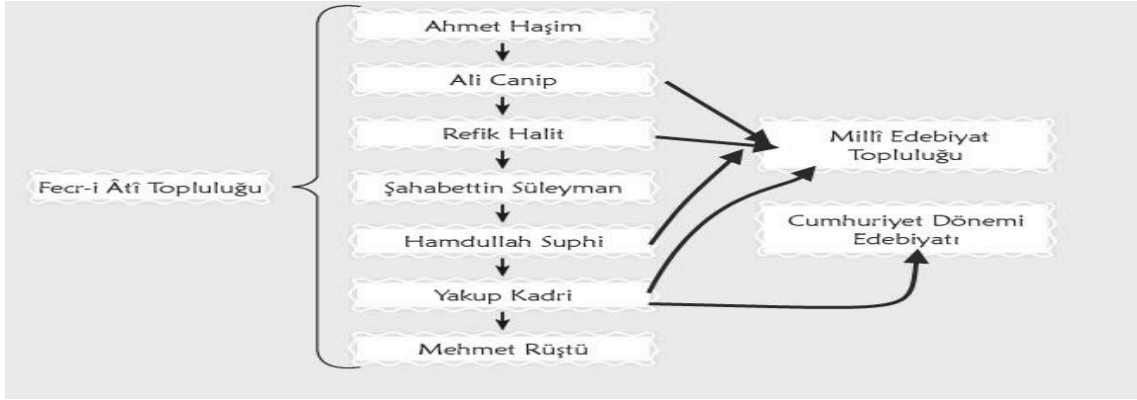 Ahmet Haşim
Ali Canip
Refik Halit
Şahabettin Süleyman
Hamdullah Suphi
Yakup Kadri
Mehmet Rüştü
Fecr-i Âtî Topluluğu
Millî Edebiyat
Topluluğu
Cumhuriyet Dönemi
Edebiyatı